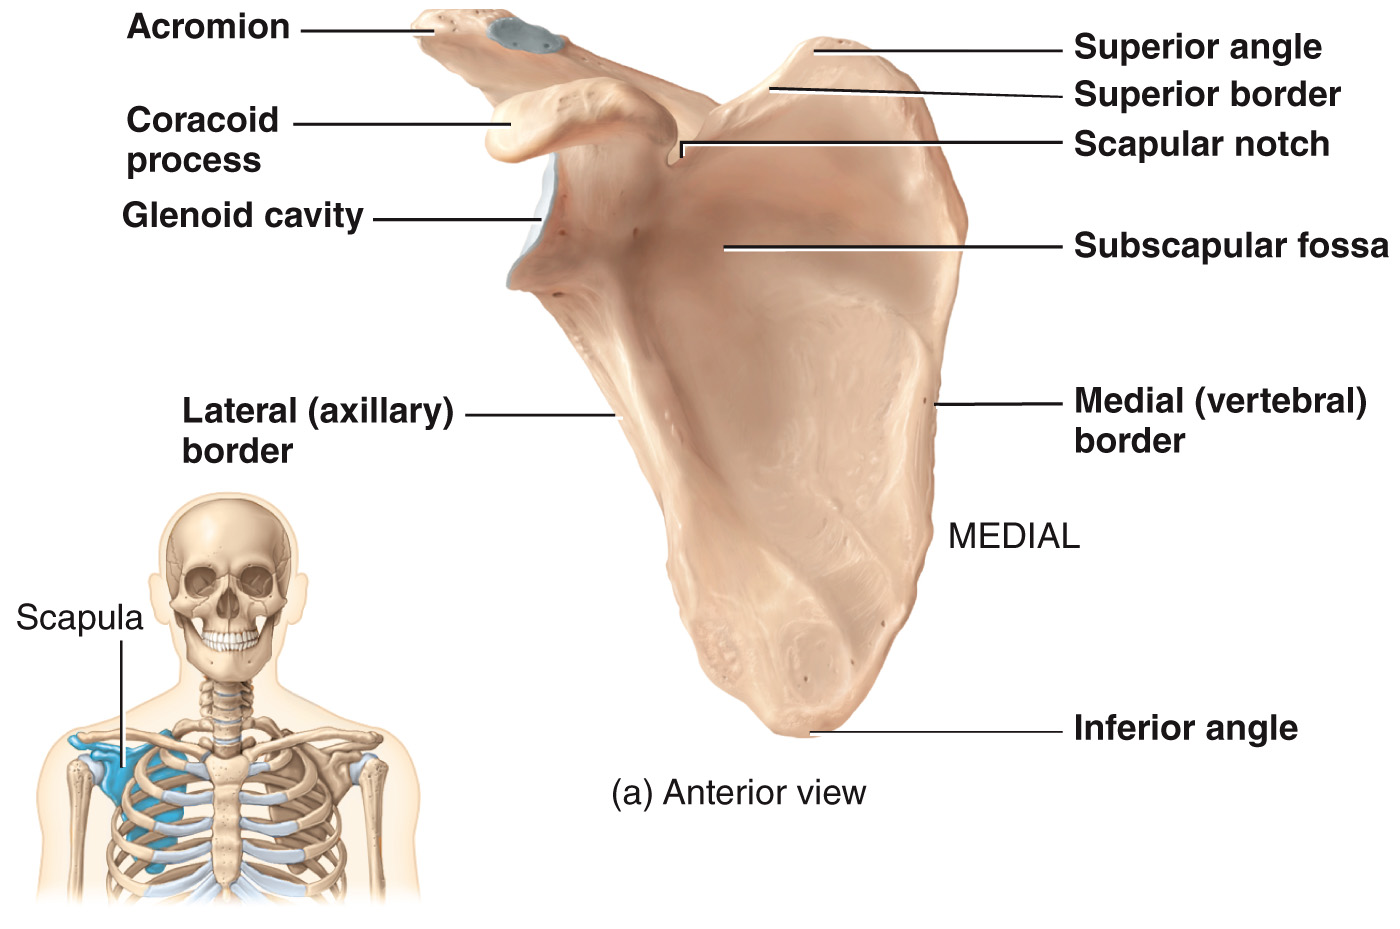 Acromion
Coracoid
process
Glenoid cavity
Lateral (axillary)
border
Superior angle
Superior border
Scapular notch
Subscapular fossa
Medial (vertebral)
border
MEDIAL
Inferior angle
Scapula
(a) Anterior view